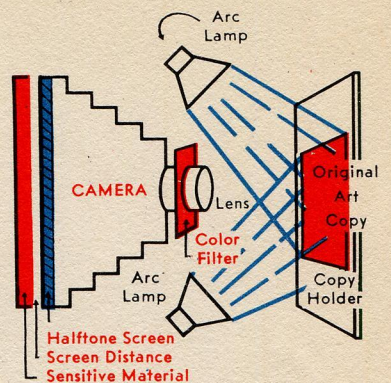 Arc
Lamp
CAMERA
Lens
Original
Art
Copy
Color
Filter
Arc
Lamp
Copy
Holder
Halftone Screen
Screen Distance
Sensitive Material